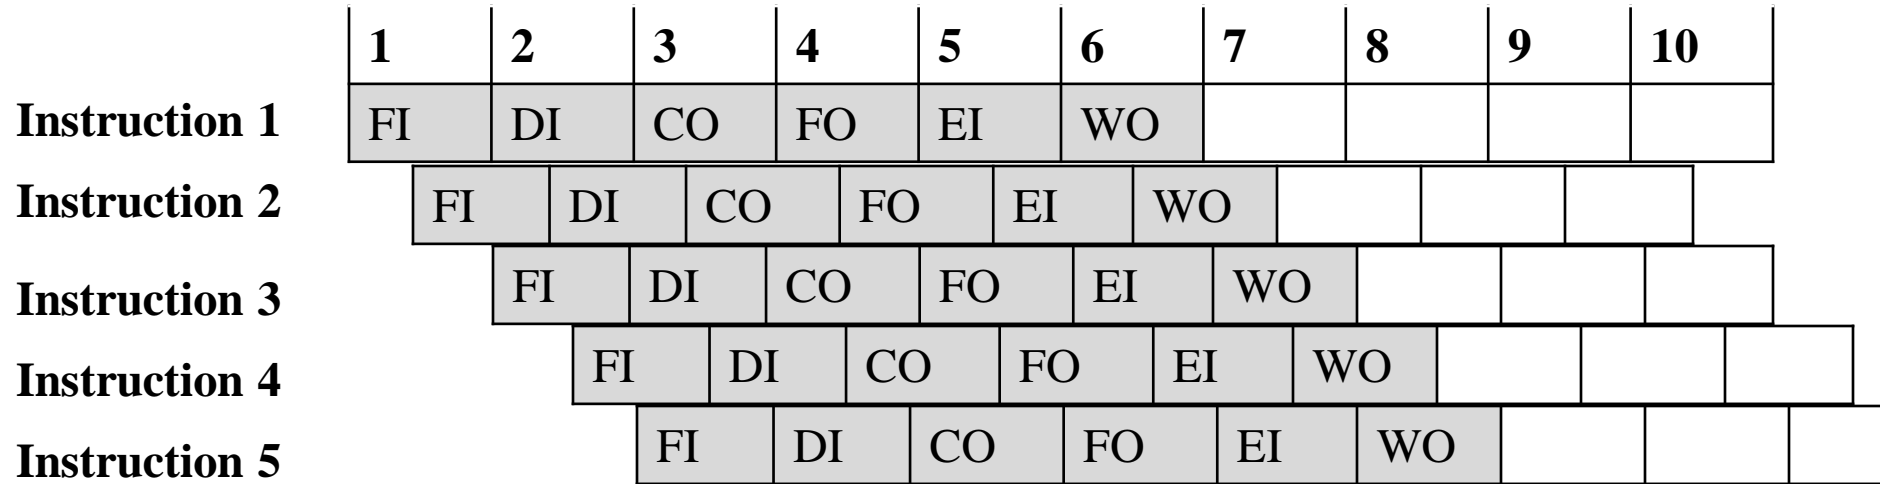 1 2 3 4 5 6 7 8 9 10
Instruction 1 FI DI CO FO EI WO
Instruction 2 FI DI CO FO EI WO
Instruction 3 FI DI CO FO EI WO
Instruction 4 FI DI CO FO EI WO
Instruction 5 FI DI CO FO EI WO